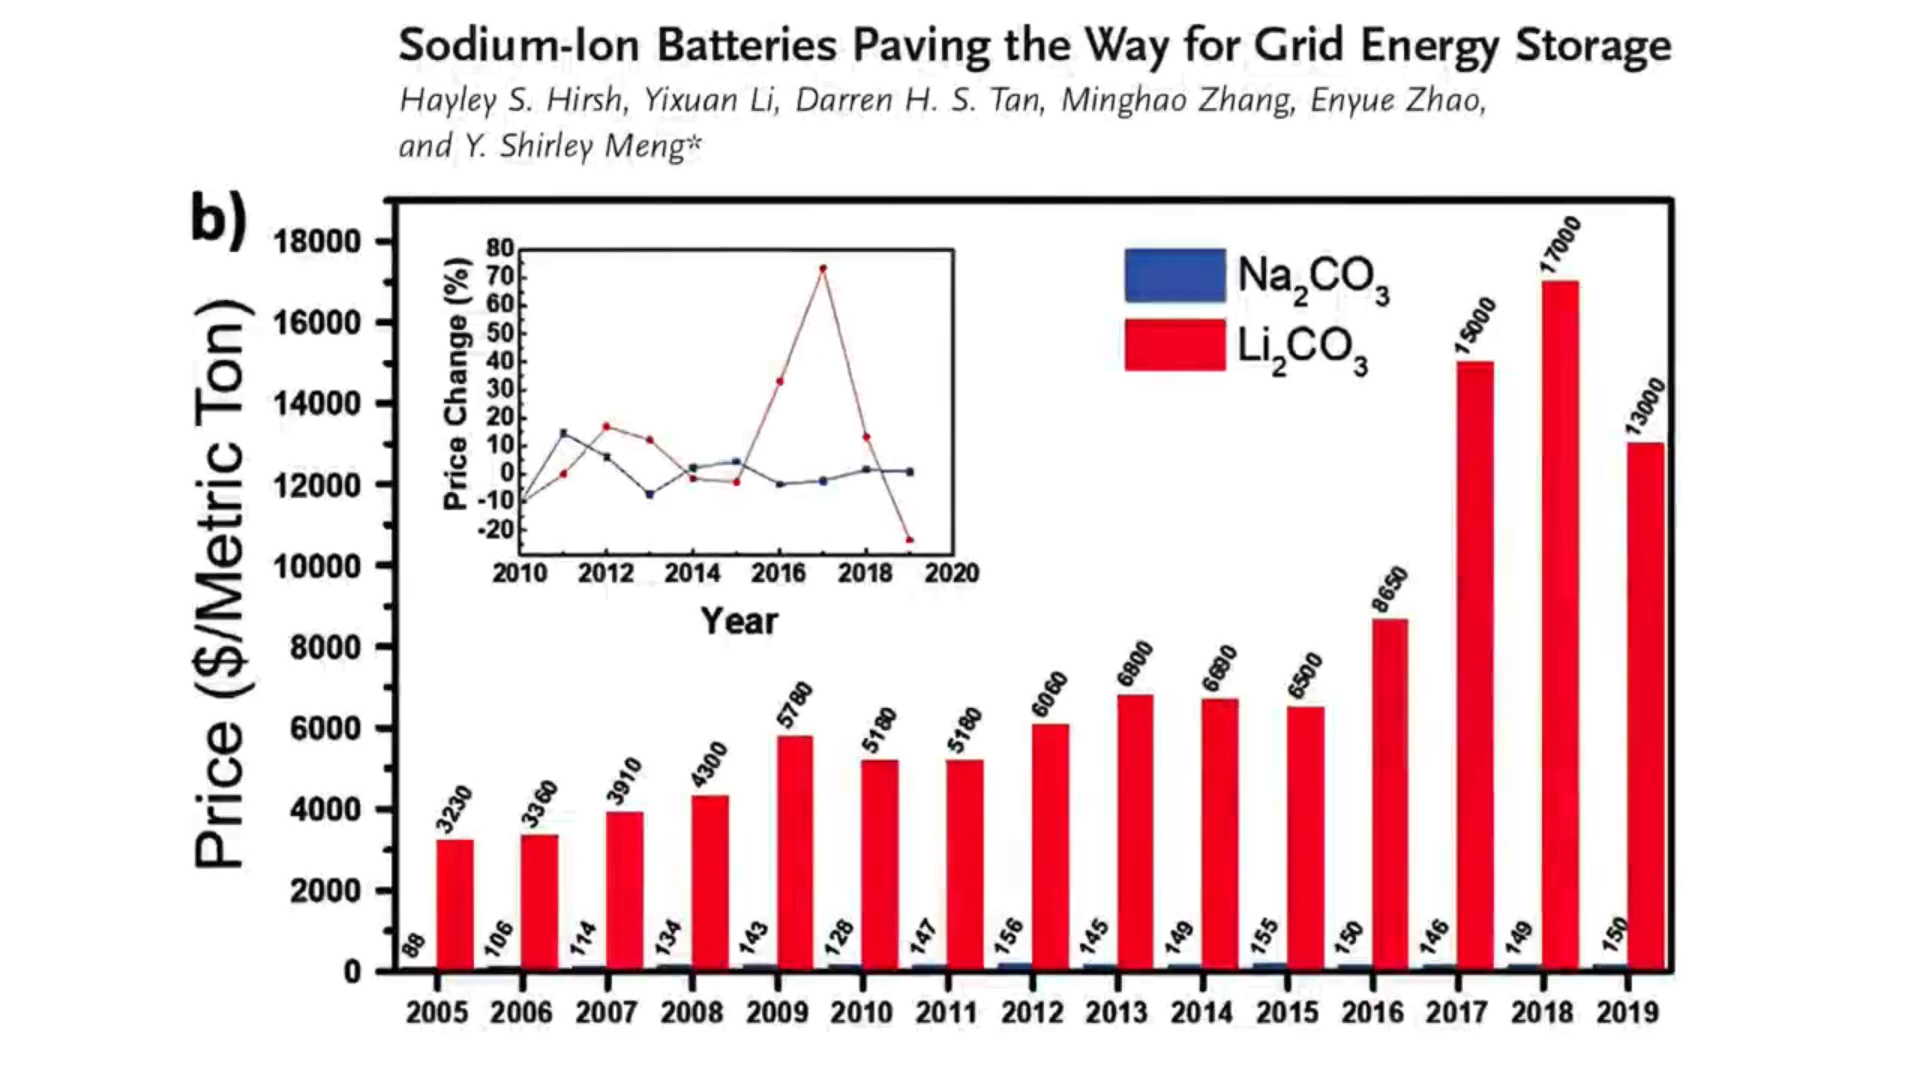 Sodium-Ion Batteries Paving the Way for Grid Energy Storage
Hayley S. Hirsh, Yixuan Li, Darren H. S. Tan, Minghao Zhang, Enyue Zhao,
and Y. Shirley Meng*
b)
Price ($/Metric Ton)
18000
16000
14000
12000
10000
8000
6000
4000
2000
0
Price Change (%)
80
70
60
50
40
30
20
10
0
-10
-20
2010 2012 2014 2016 2018 2020
Year
Na₂CO₃
Li₂CO₃
88 3230 106 3360 114 3910 134 4300 143 5780 128 5180 147 5180 156 6060 145 6800 149 6690 155 6500 150 8650 146 15000 149 17000 150 13000
2005 2006 2007 2008 2009 2010 2011 2012 2013 2014 2015 2016 2017 2018 2019